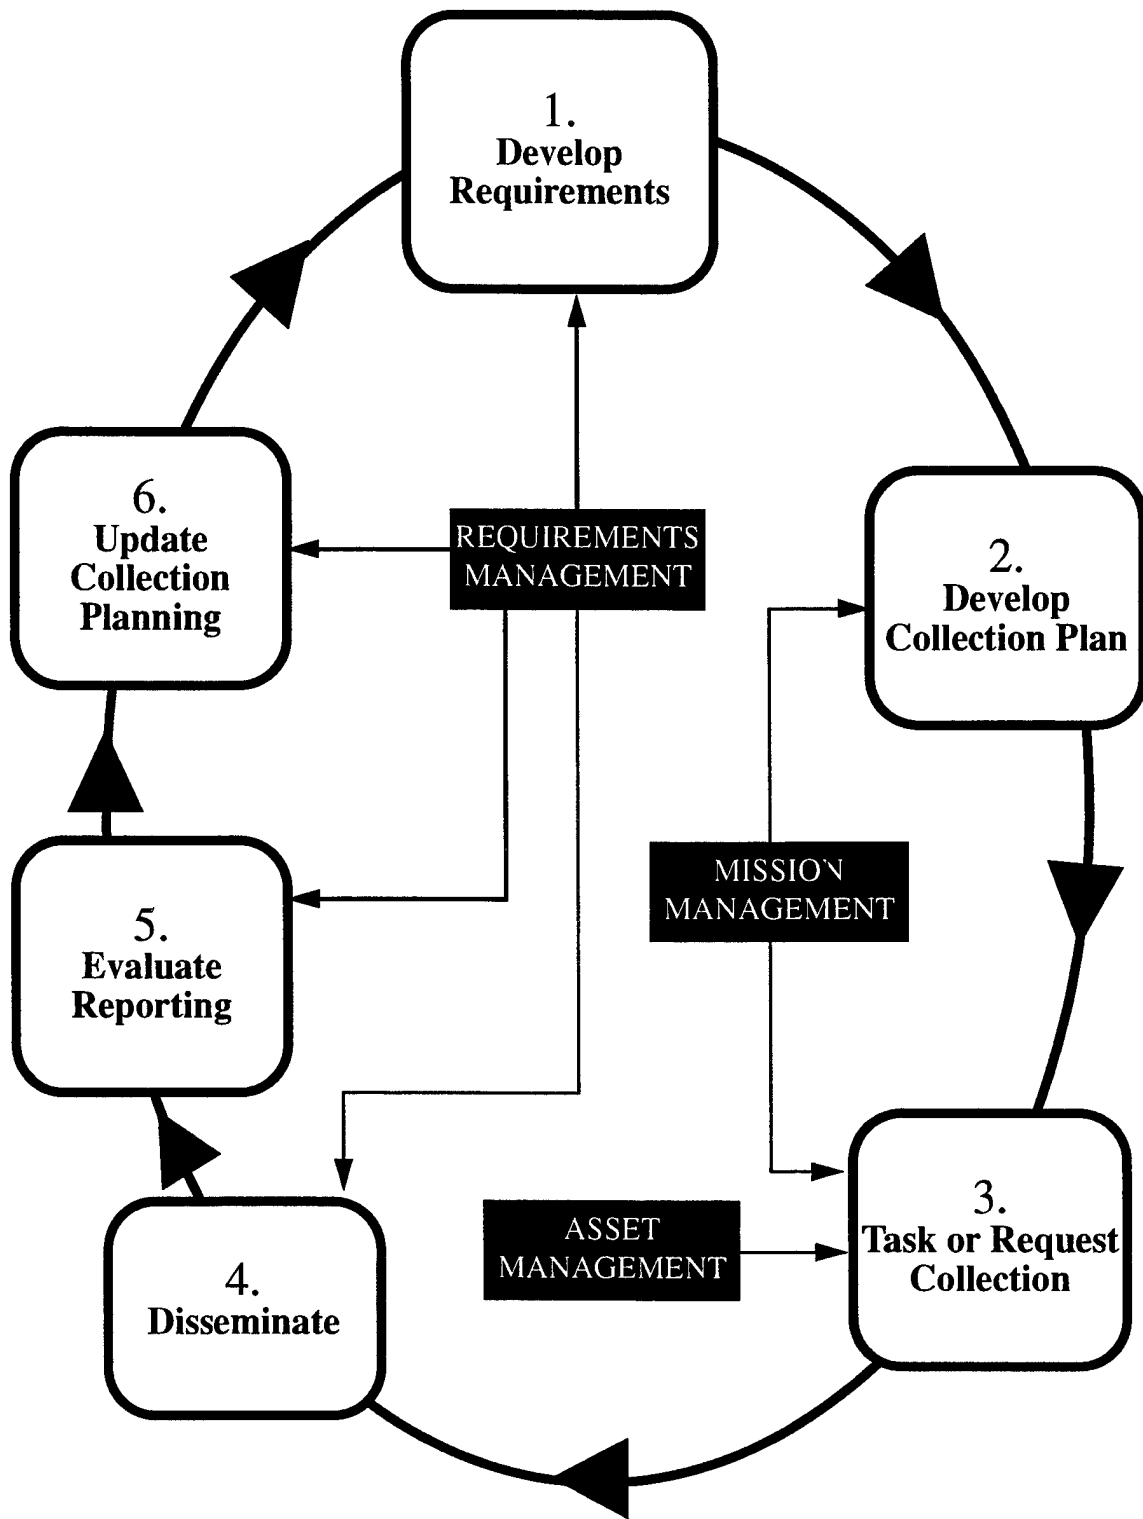 1.
Develop
Requirements
6.
Update
Collection
Planning
REQUIREMENTS
MANAGEMENT
2.
Develop
Collection Plan
MISSION
MANAGEMENT
5.
Evaluate
Reporting
3.
Task or Request
Collection
ASSET
MANAGEMENT
4.
Disseminate